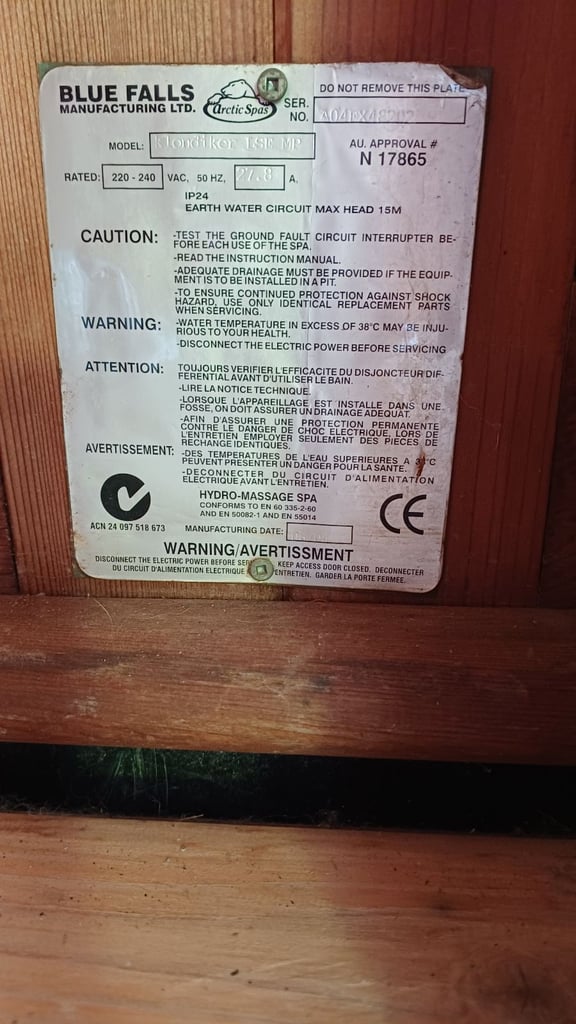 BLUE FALLS
MANUFACTURING LTD.
Arctic Spas
DO NOT REMOVE THIS PLATE
SER.
NO.
MODEL: Klondiker LSE MP
AU. APPROVAL #
N 17865
RATED: 220 - 240 VAC, 50 HZ, 27.8 A.
IP24
EARTH WATER CIRCUIT MAX HEAD 15M
CAUTION: -TEST THE GROUND FAULT CIRCUIT INTERRUPTER BE-
FORE EACH USE OF THE SPA.
-READ THE INSTRUCTION MANUAL.
-ADEQUATE DRAINAGE MUST BE PROVIDED IF THE EQUIP-
MENT IS TO BE INSTALLED IN A PIT.
-TO ENSURE CONTINUED PROTECTION AGAINST SHOCK
HAZARD, USE ONLY IDENTICAL REPLACEMENT PARTS
WHEN SERVICING.
WARNING: -WATER TEMPERATURE IN EXCESS OF 38°C MAY BE INJU-
RIOUS TO YOUR HEALTH.
-DISCONNECT THE ELECTRIC POWER BEFORE SERVICING
ATTENTION: TOUJOURS VERIFIER L'EFFICACITE DU DISJONCTEUR DIF-
FERENTIAL AVANT D'UTILISER LE BAIN.
-LIRE LA NOTICE TECHNIQUE.
-LORSQUE L'APPAREILLAGE EST INSTALLE DANS UNE
FOSSE, ON DOIT ASSURER UN DRAINAGE ADEQUAT.
-AFIN D'ASSURER UNE PROTECTION PERMANENTE
CONTRE LE DANGER DE CHOC ELECTRIQUE, LORS DE
L'ENTRETIEN EMPLOYER SEULEMENT DES PIECES DE
RECHANGE IDENTIQUES.
AVERTISSEMENT: -DES TEMPERATURES DE L'EAU SUPERIEURES A
PEUVENT PRESENTER UN DANGER POUR LA SANTE.
-DECONNECTER DU CIRCUIT D'ALIMENTATION
ELECTRIQUE AVANT L'ENTRETIEN.
HYDRO-MASSAGE SPA
CONFORMS TO EN 60 335-2-60
AND EN 50082-1 AND EN 55014
CE
ACN 24 097 518 673
MANUFACTURING DATE:
WARNING/AVERTISSMENT
DISCONNECT THE ELECTRIC POWER BEFORE KEEP ACCESS DOOR CLOSED. DECONNECTER
DU CIRCUIT D'ALIMENTATION ELECTRIQUE ENTRETIEN. GARDER LA PORTE FERMEE.